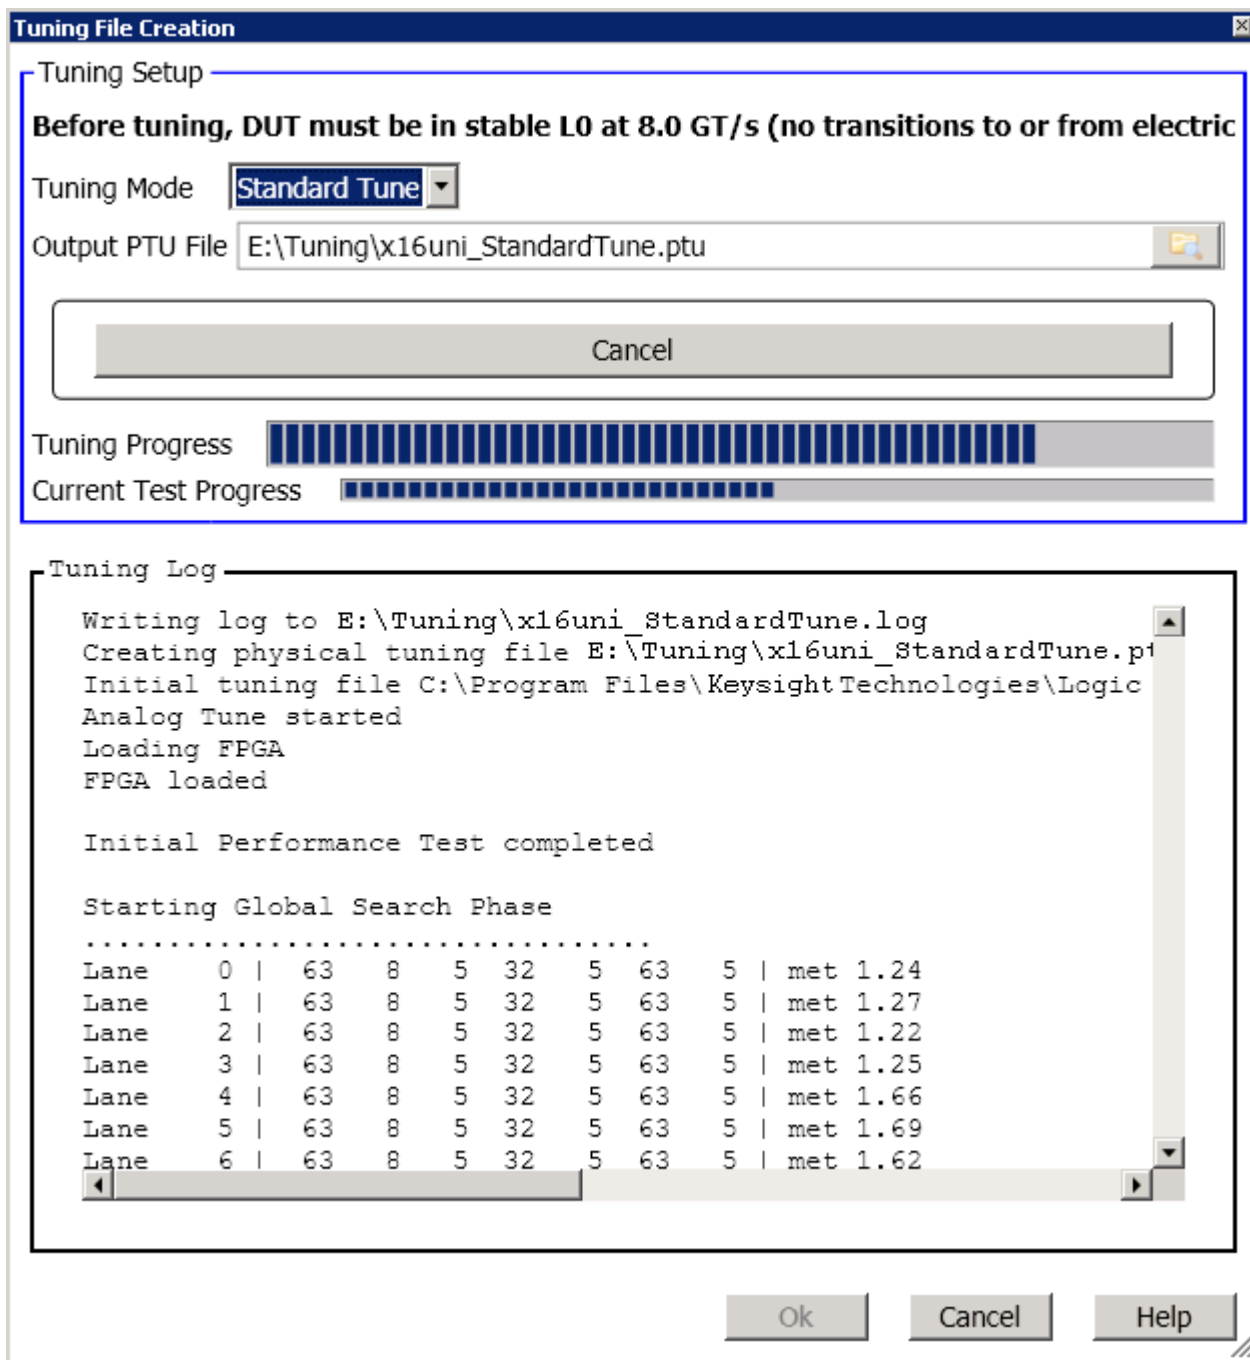 Tuning File Creation
Tuning Setup
Before tuning, DUT must be in stable L0 at 8.0 GT/s (no transitions to or from electric
Tuning Mode Standard Tune
Output PTU File E:\Tuning\x16uni_StandardTune.ptu
Cancel
Tuning Progress
Current Test Progress
Tuning Log
Writing log to E:\Tuning\x16uni_StandardTune.log
Creating physical tuning file E:\Tuning\x16uni_StandardTune.pt
Initial tuning file C:\Program Files\KeysightTechnologies\Logic
Analog Tune started
Loading FPGA
FPGA loaded
Initial Performance Test completed
Starting Global Search Phase
..................................
Lane 0 | 63 8 5 32 5 63 5 | met 1.24
Lane 1 | 63 8 5 32 5 63 5 | met 1.27
Lane 2 | 63 8 5 32 5 63 5 | met 1.22
Lane 3 | 63 8 5 32 5 63 5 | met 1.25
Lane 4 | 63 8 5 32 5 63 5 | met 1.66
Lane 5 | 63 8 5 32 5 63 5 | met 1.69
Lane 6 | 63 8 5 32 5 63 5 | met 1.62
Ok Cancel Help